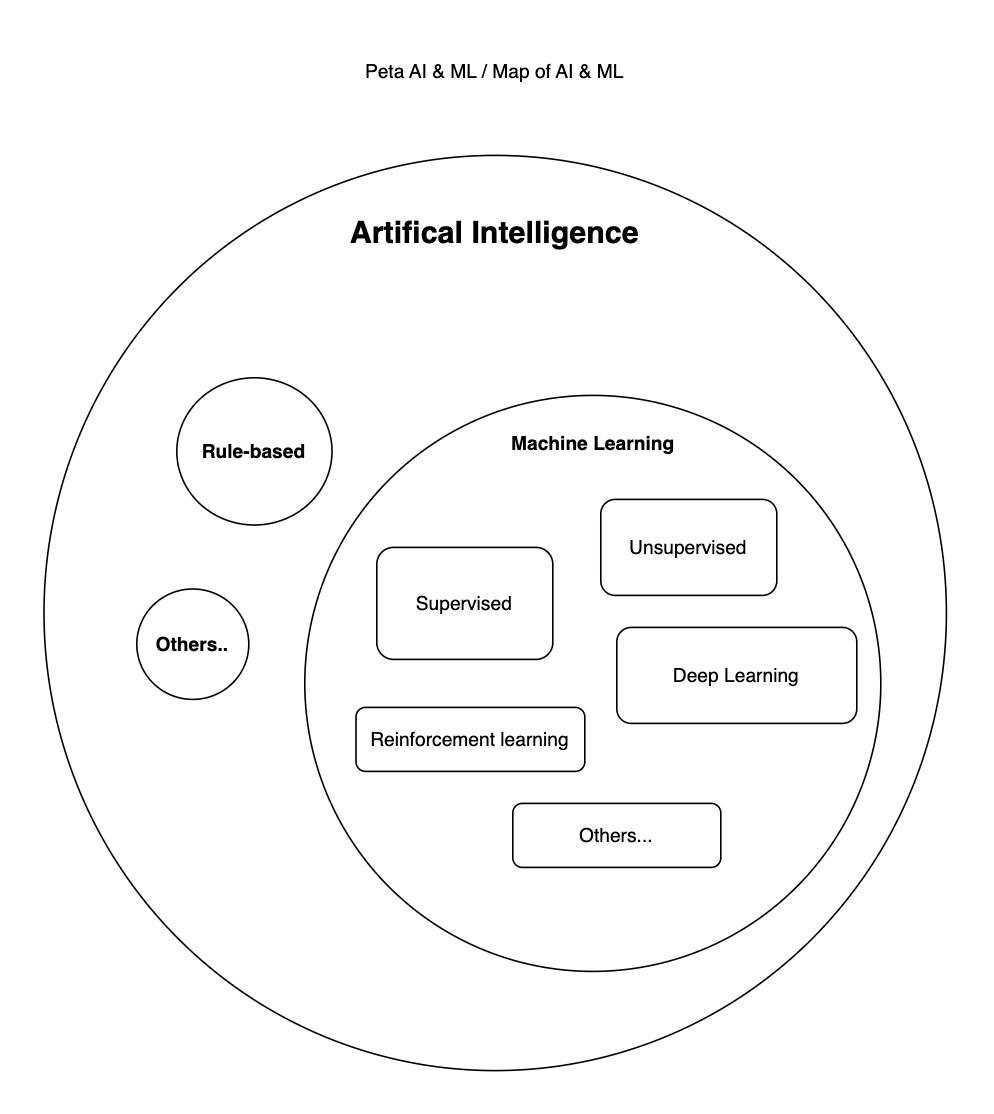 Peta AI & ML / Map of AI & ML
Artifical Intelligence
Rule-based
Machine Learning
Unsupervised
Supervised
Others..
Deep Learning
Reinforcement learning
Others...